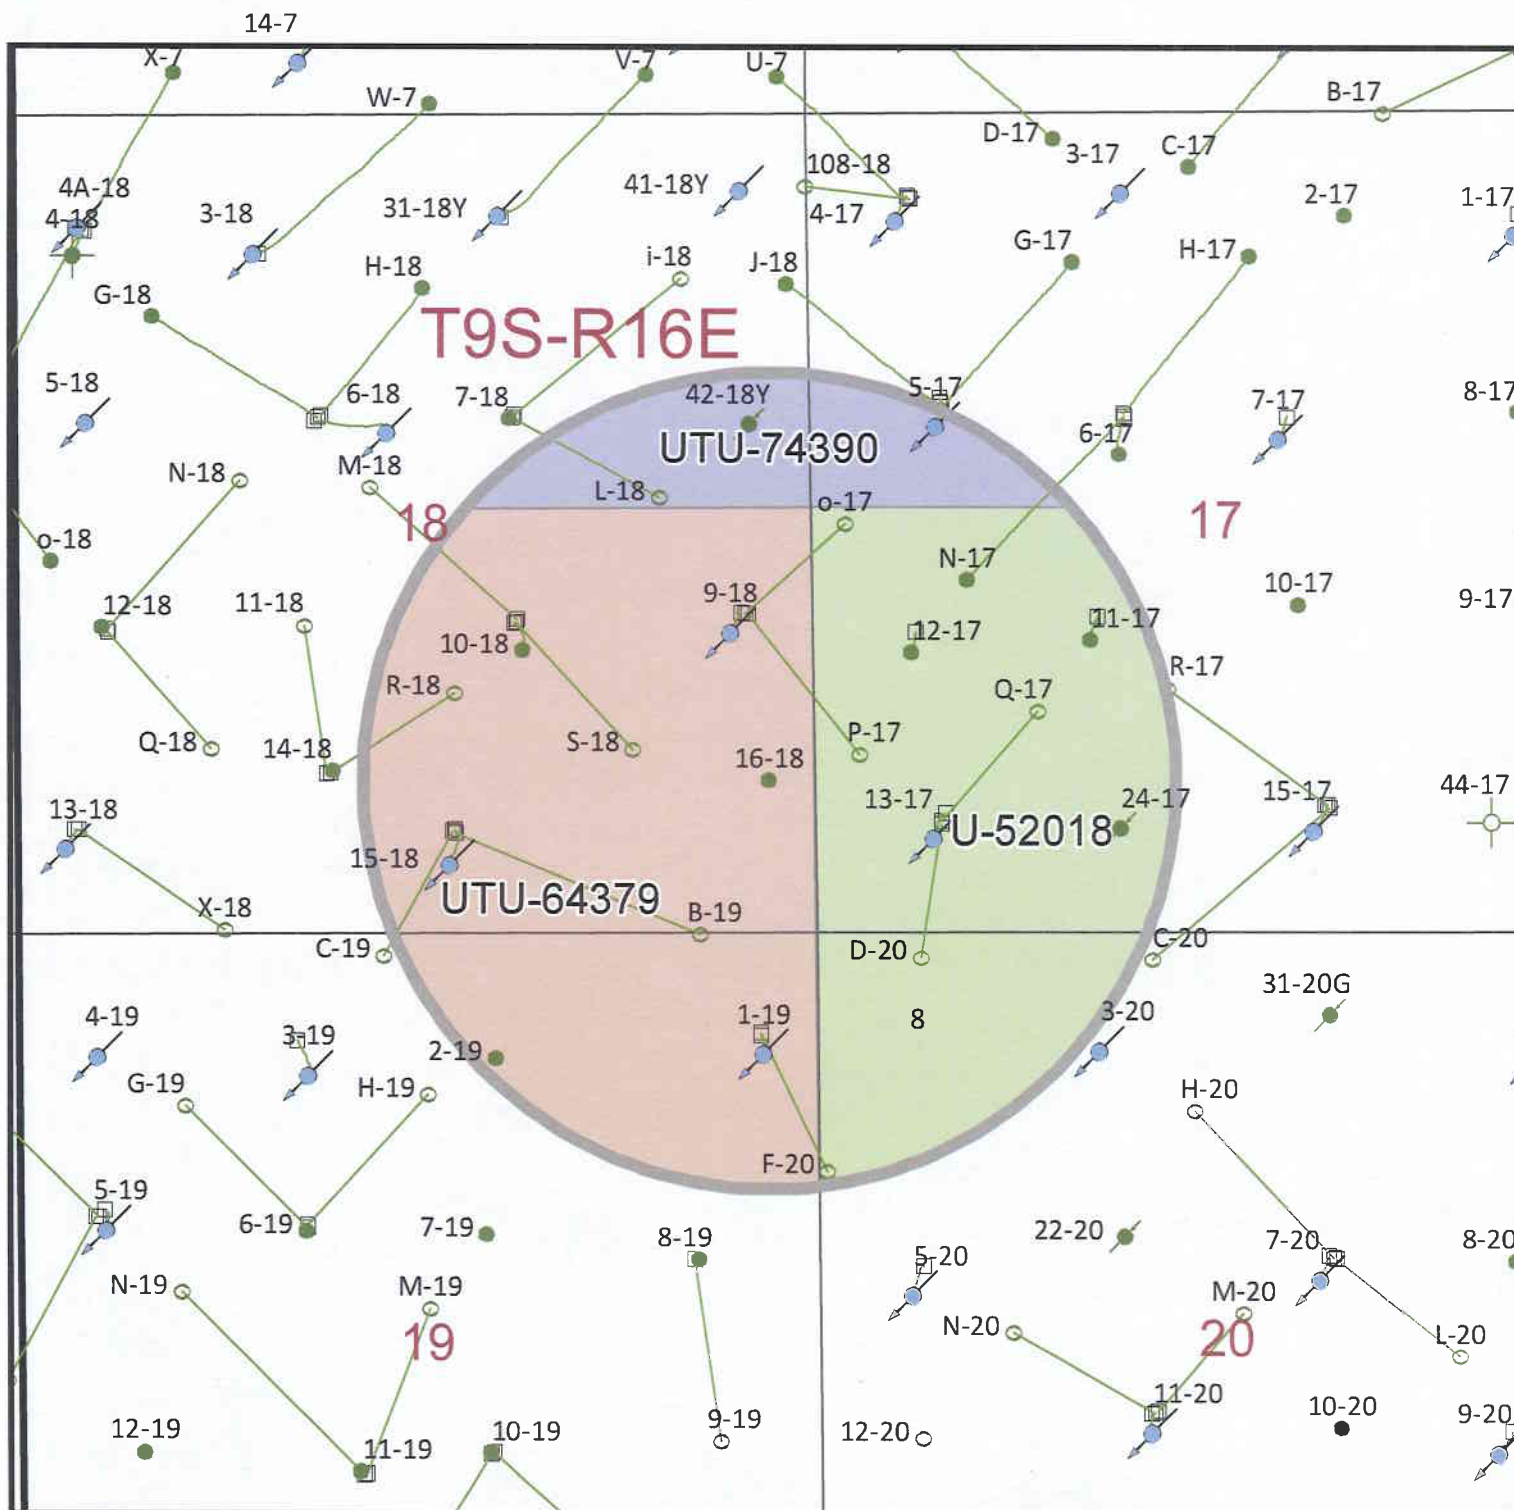 14-7
X-7
V-7
U-7
W-7
B-17
D-17
3-17
C-17
108-18
4A-18
41-18Y
3-18
31-18Y
4-17
2-17
1-17
4-18
G-17
H-17
i-18
J-18
H-18
G-18
T9S-R16E
5-18
6-18
7-18
42-18Y
5-17
7-17
8-17
6-17
UTU-74390
N-18
M-18
L-18
o-17
18
17
o-18
N-17
9-18
10-17
9-17
12-18
11-18
10-18
12-17
11-17
R-18
Q-17
R-17
Q-18
14-18
S-18
P-17
16-18
13-18
13-17
24-17
15-17
44-17
U-52018
15-18
UTU-64379
X-18
B-19
C-19
D-20
C-20
31-20G
4-19
3-19
2-19
1-19
8
3-20
G-19
H-19
H-20
F-20
5-19
6-19
7-19
8-19
22-20
5-20
7-20
8-20
N-19
M-19
M-20
N-20
19
20
L-20
11-20
10-20
9-20
12-19
11-19
10-19
9-19
12-20